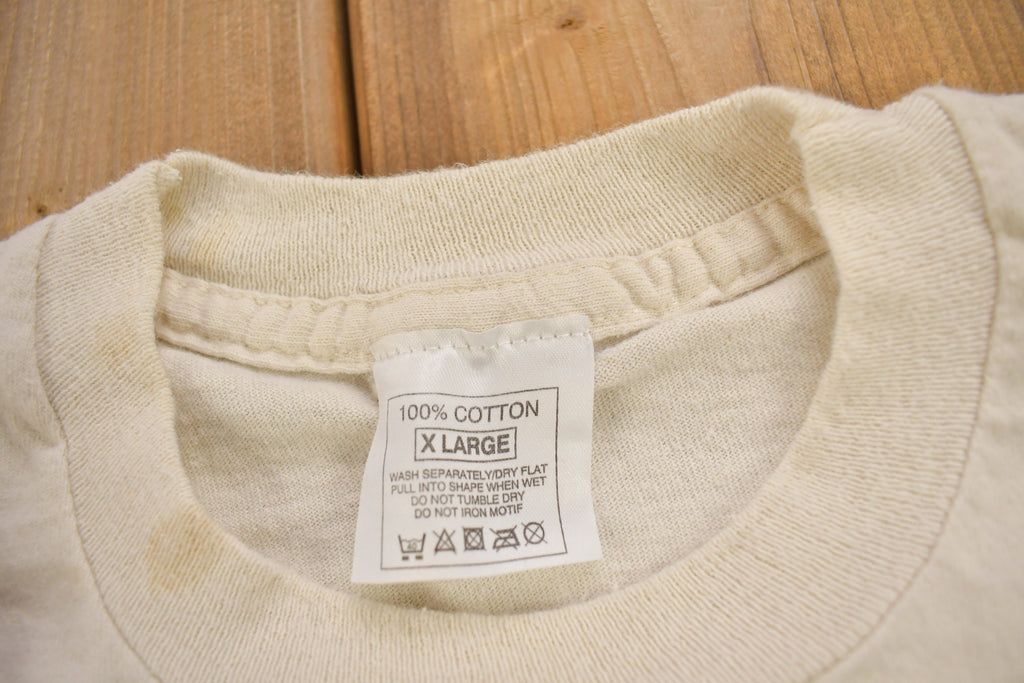 100% COTTON
X LARGE
WASH SEPARATELY/DRY FLAT
PULL INTO SHAPE WHEN WET
DO NOT TUMBLE DRY
DO NOT IRON MOTIF
40